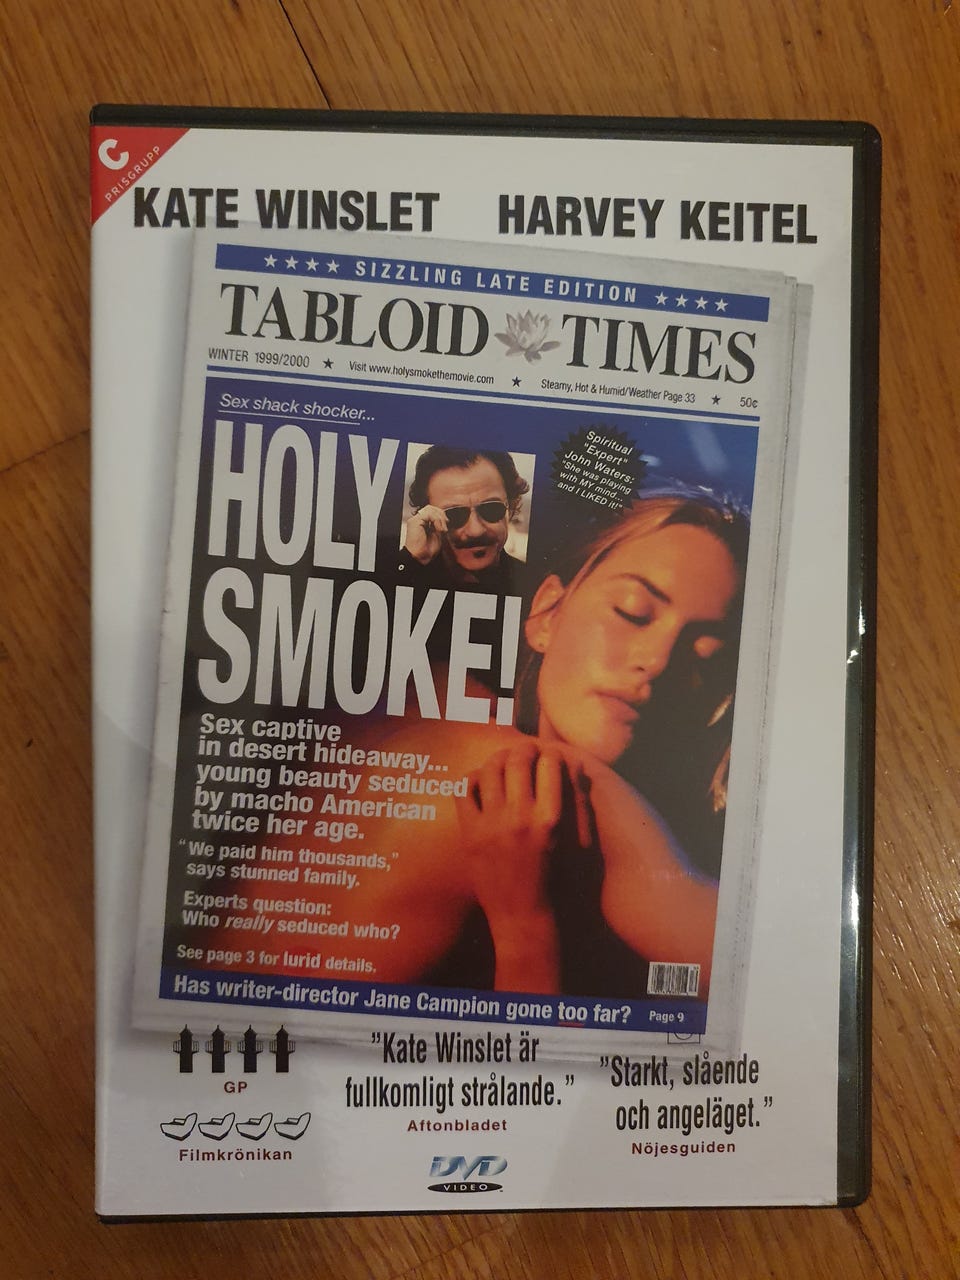 C
PRISGRUPP
KATE WINSLET HARVEY KEITEL
★★★★ SIZZLING LATE EDITION ★★★★
TABLOID TIMES
WINTER 1999/2000 ★ Visit www.holysmokethemovie.com ★ Steamy, Hot & Humid/Weather Page 33 ★ 50¢
Sex shack shocker...
HOLY
SMOKE!
Spiritual
"Expert"
John Waters:
"She was playing
with MY mind...
and I LIKED it!"
Sex captive
in desert hideaway...
young beauty seduced
by macho American
twice her age.
"We paid him thousands,"
says stunned family.
Experts question:
Who really seduced who?
See page 3 for lurid details.
Has writer-director Jane Campion gone too far? Page 9
GP
Filmkrönikan
”Kate Winslet är
fullkomligt strålande.”
Aftonbladet
”Starkt, slående
och angeläget.”
Nöjesguiden
DVD
VIDEO